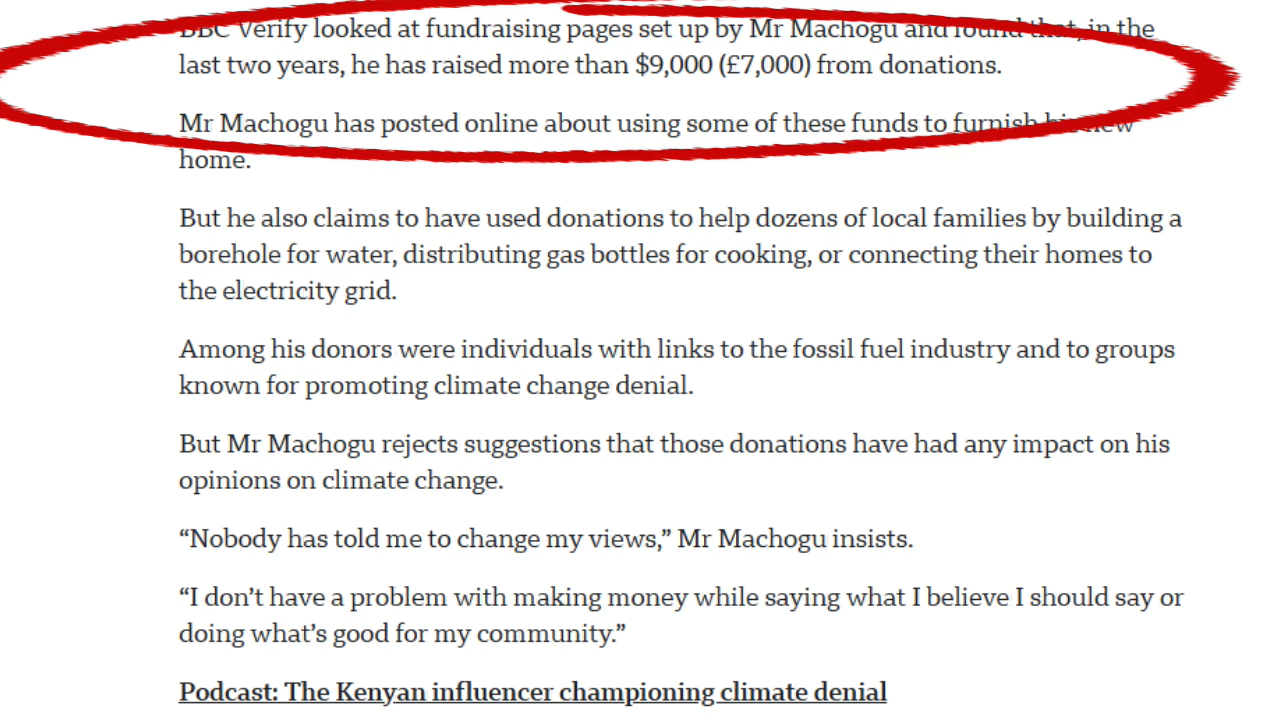 BBC Verify looked at fundraising pages set up by Mr Machogu and found that, in the
last two years, he has raised more than $9,000 (£7,000) from donations.
Mr Machogu has posted online about using some of these funds to furnish his new
home.
But he also claims to have used donations to help dozens of local families by building a
borehole for water, distributing gas bottles for cooking, or connecting their homes to
the electricity grid.
Among his donors were individuals with links to the fossil fuel industry and to groups
known for promoting climate change denial.
But Mr Machogu rejects suggestions that those donations have had any impact on his
opinions on climate change.
“Nobody has told me to change my views,” Mr Machogu insists.
“I don’t have a problem with making money while saying what I believe I should say or
doing what’s good for my community.”
Podcast: The Kenyan influencer championing climate denial